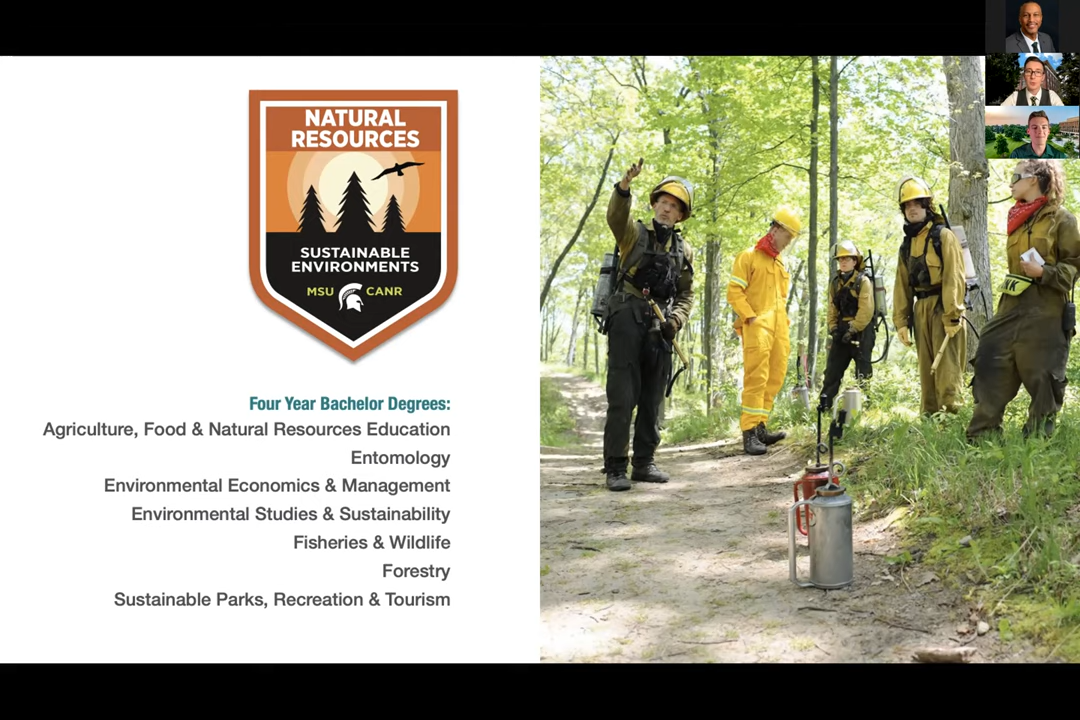 NATURAL
RESOURCES
SUSTAINABLE
ENVIRONMENTS
MSU CANR
Four Year Bachelor Degrees:
Agriculture, Food & Natural Resources Education
Entomology
Environmental Economics & Management
Environmental Studies & Sustainability
Fisheries & Wildlife
Forestry
Sustainable Parks, Recreation & Tourism